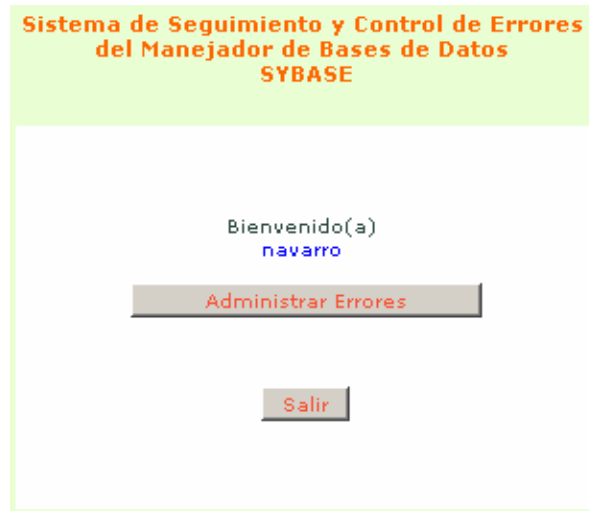 Sistema de Seguimiento y Control de Errores
del Manejador de Bases de Datos
SYBASE
Bienvenido(a)
navarro
Administrar Errores
Salir